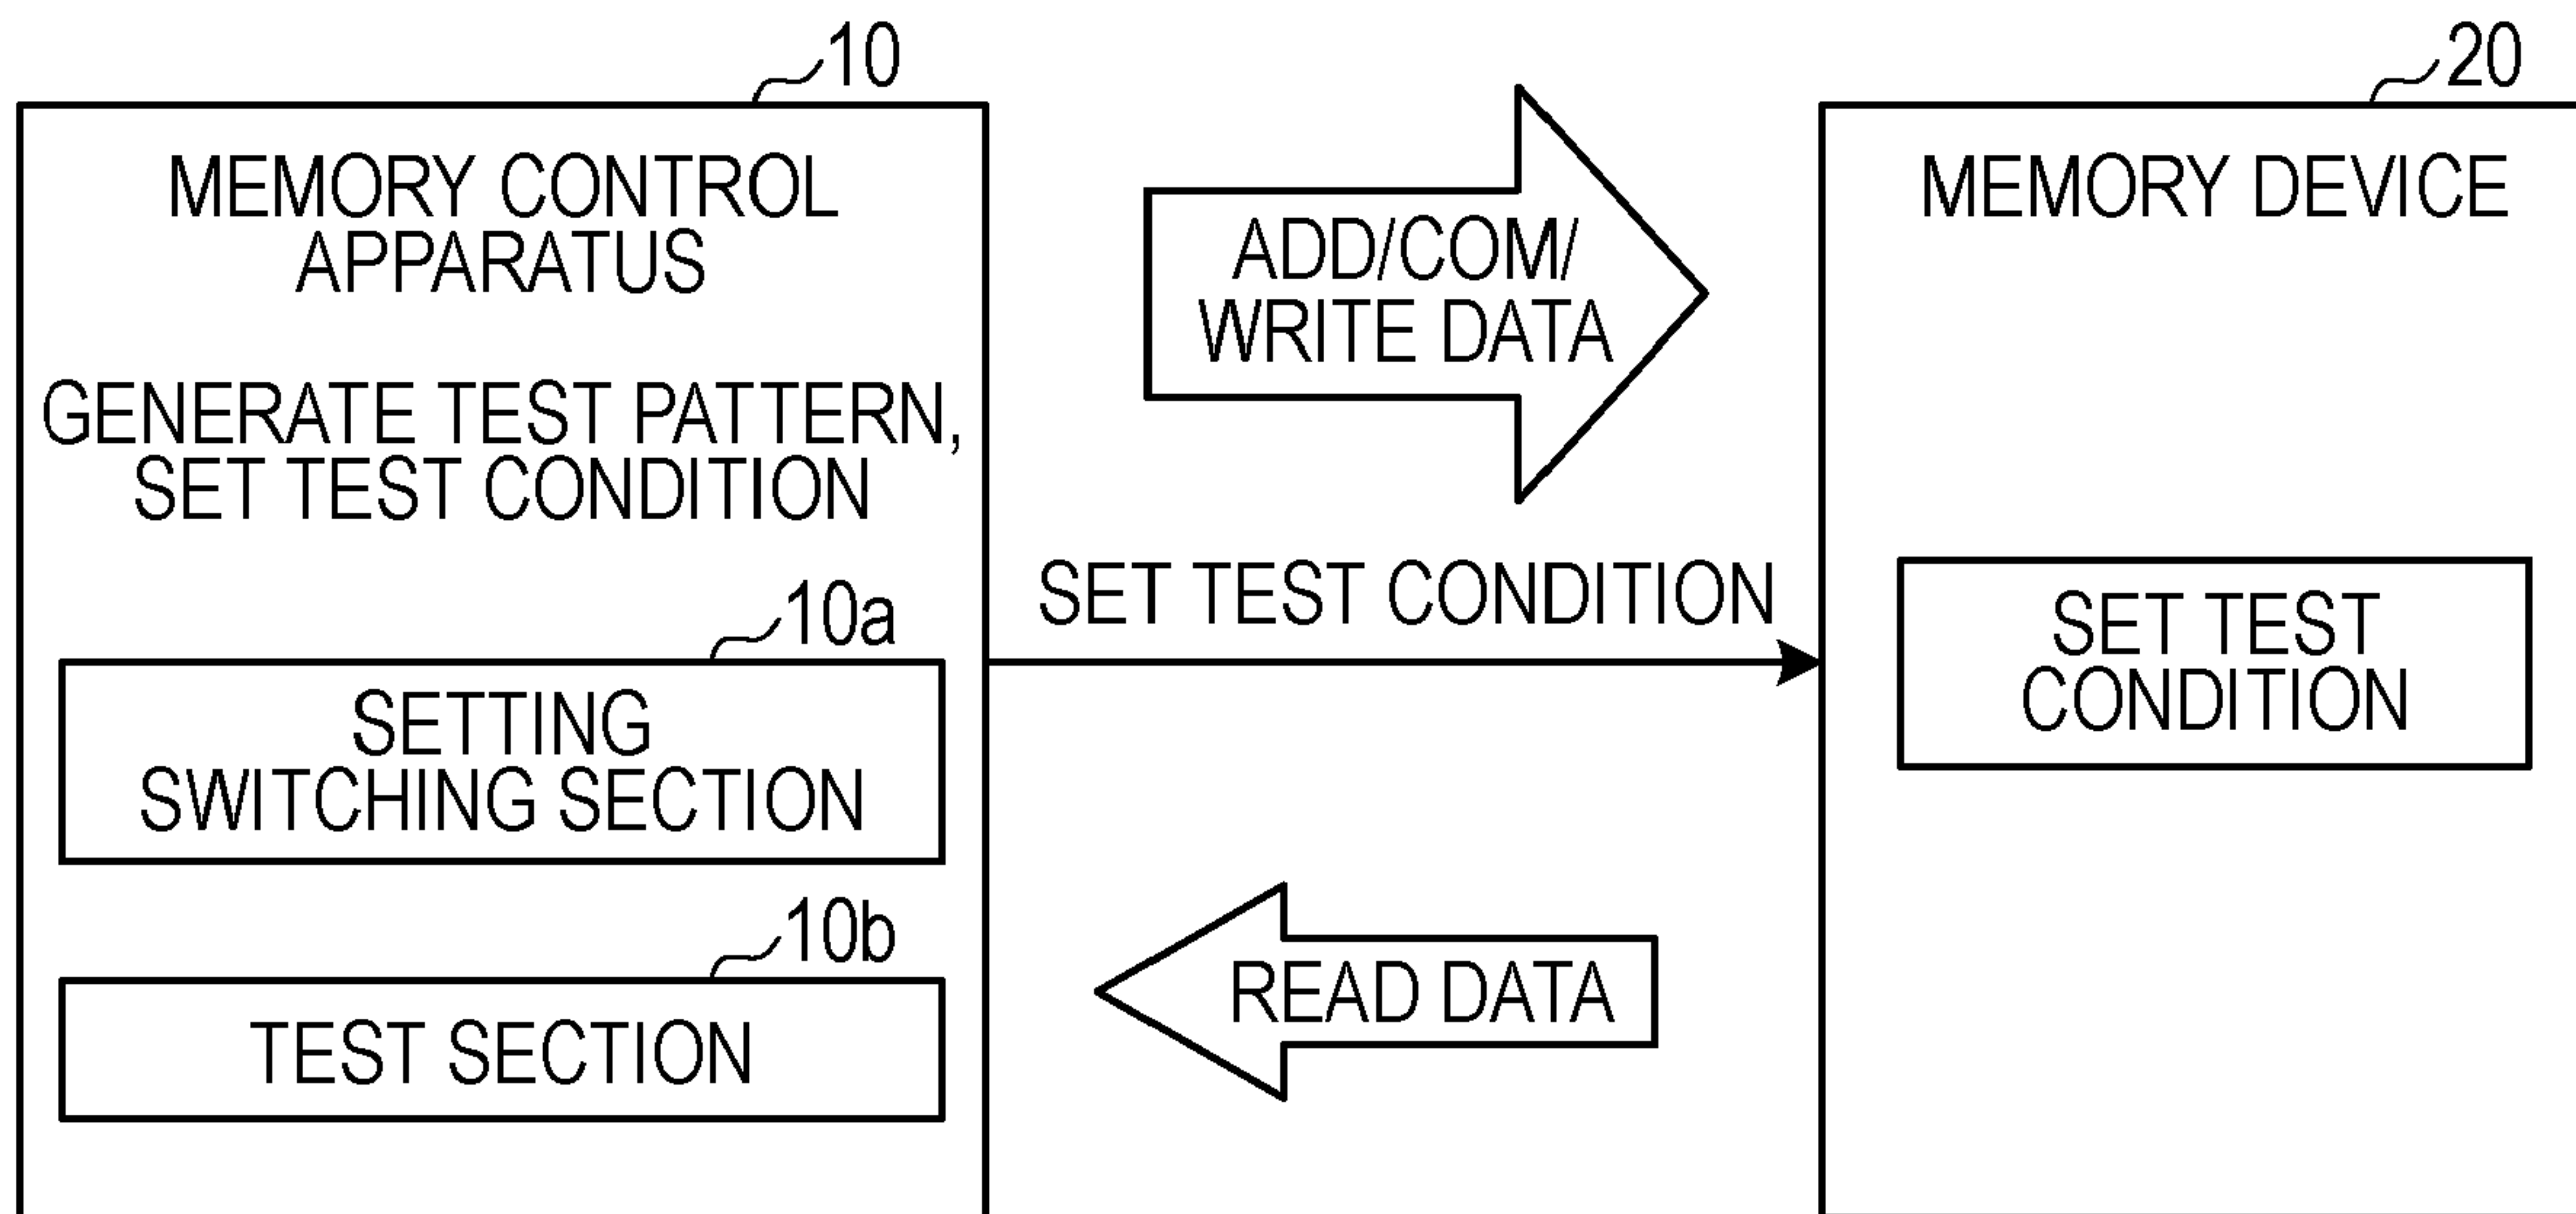 10
MEMORY CONTROL
APPARATUS
GENERATE TEST PATTERN,
SET TEST CONDITION
10a
SETTING
SWITCHING SECTION
10b
TEST SECTION
ADD/COM/
WRITE DATA
SET TEST CONDITION
READ DATA
20
MEMORY DEVICE
SET TEST
CONDITION